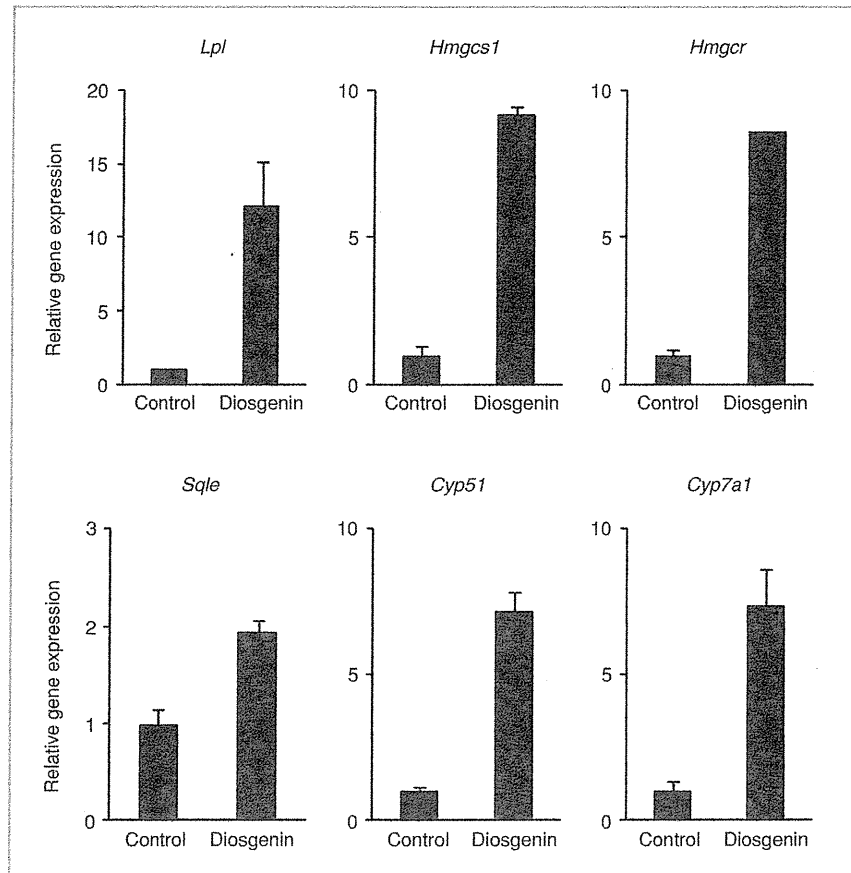 Lpl
Hmgcs1
Hmgcr
Relative gene expression
20
15
10
5
0
Control Diosgenin
10
5
0
Control Diosgenin
10
5
0
Control Diosgenin
Sqle
Cyp51
Cyp7a1
Relative gene expression
3
2
1
0
Control Diosgenin
10
5
0
Control Diosgenin
10
5
0
Control Diosgenin